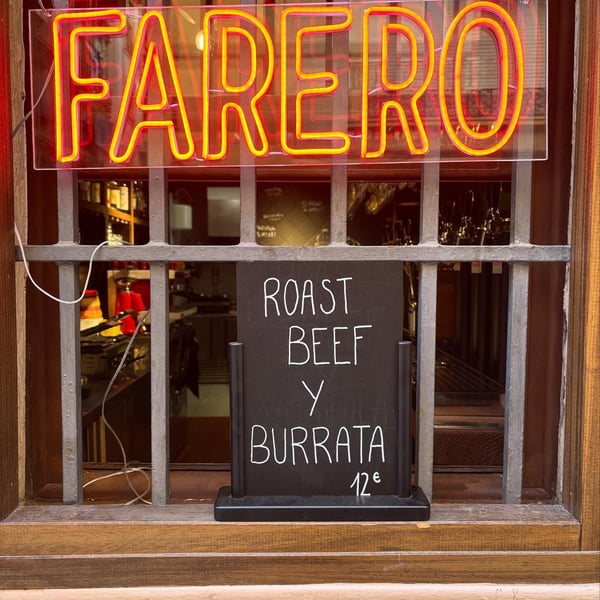 FARERO
ROAST
BEEF
Y
BURRATA
12€